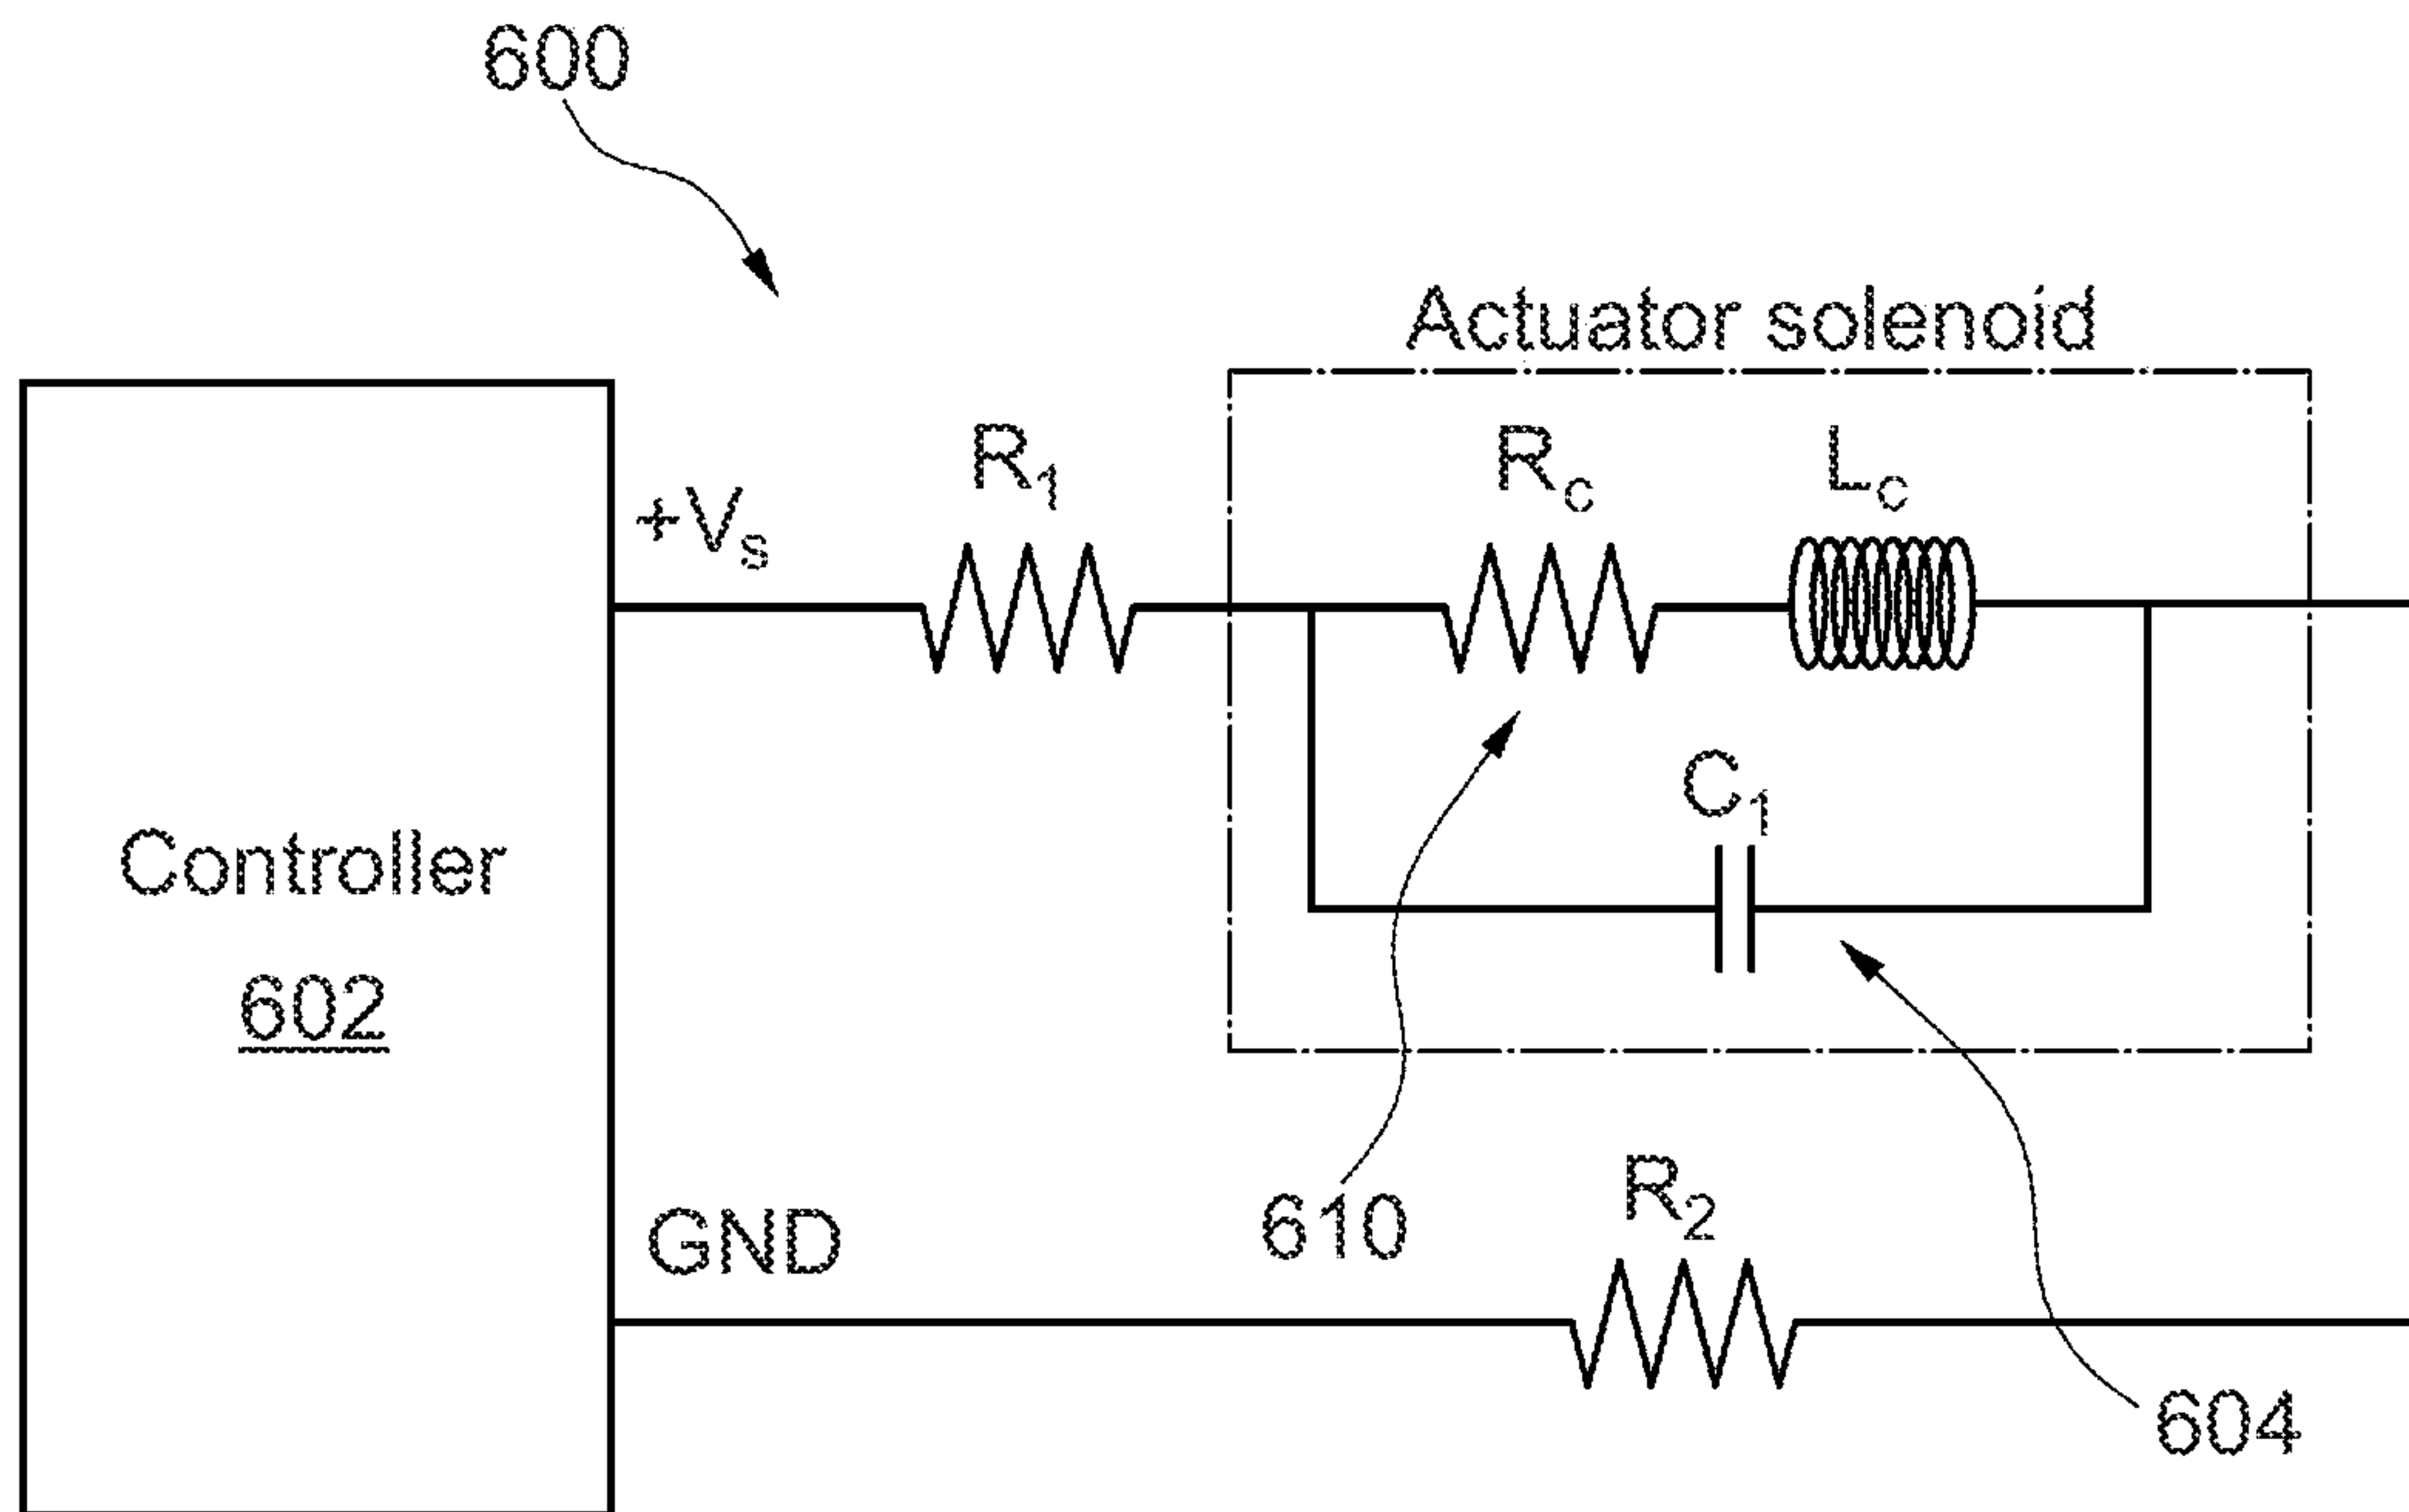 600
Actuator solenoid
R1
Rc
Lc
+Vs
C1
Controller
602
610
R2
GND
604